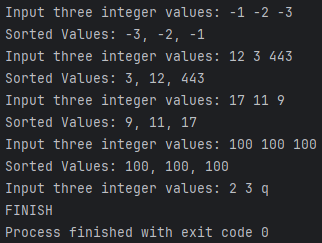 Input three integer values: -1 -2 -3
Sorted Values: -3, -2, -1
Input three integer values: 12 3 443
Sorted Values: 3, 12, 443
Input three integer values: 17 11 9
Sorted Values: 9, 11, 17
Input three integer values: 100 100 100
Sorted Values: 100, 100, 100
Input three integer values: 2 3 q
FINISH
Process finished with exit code 0